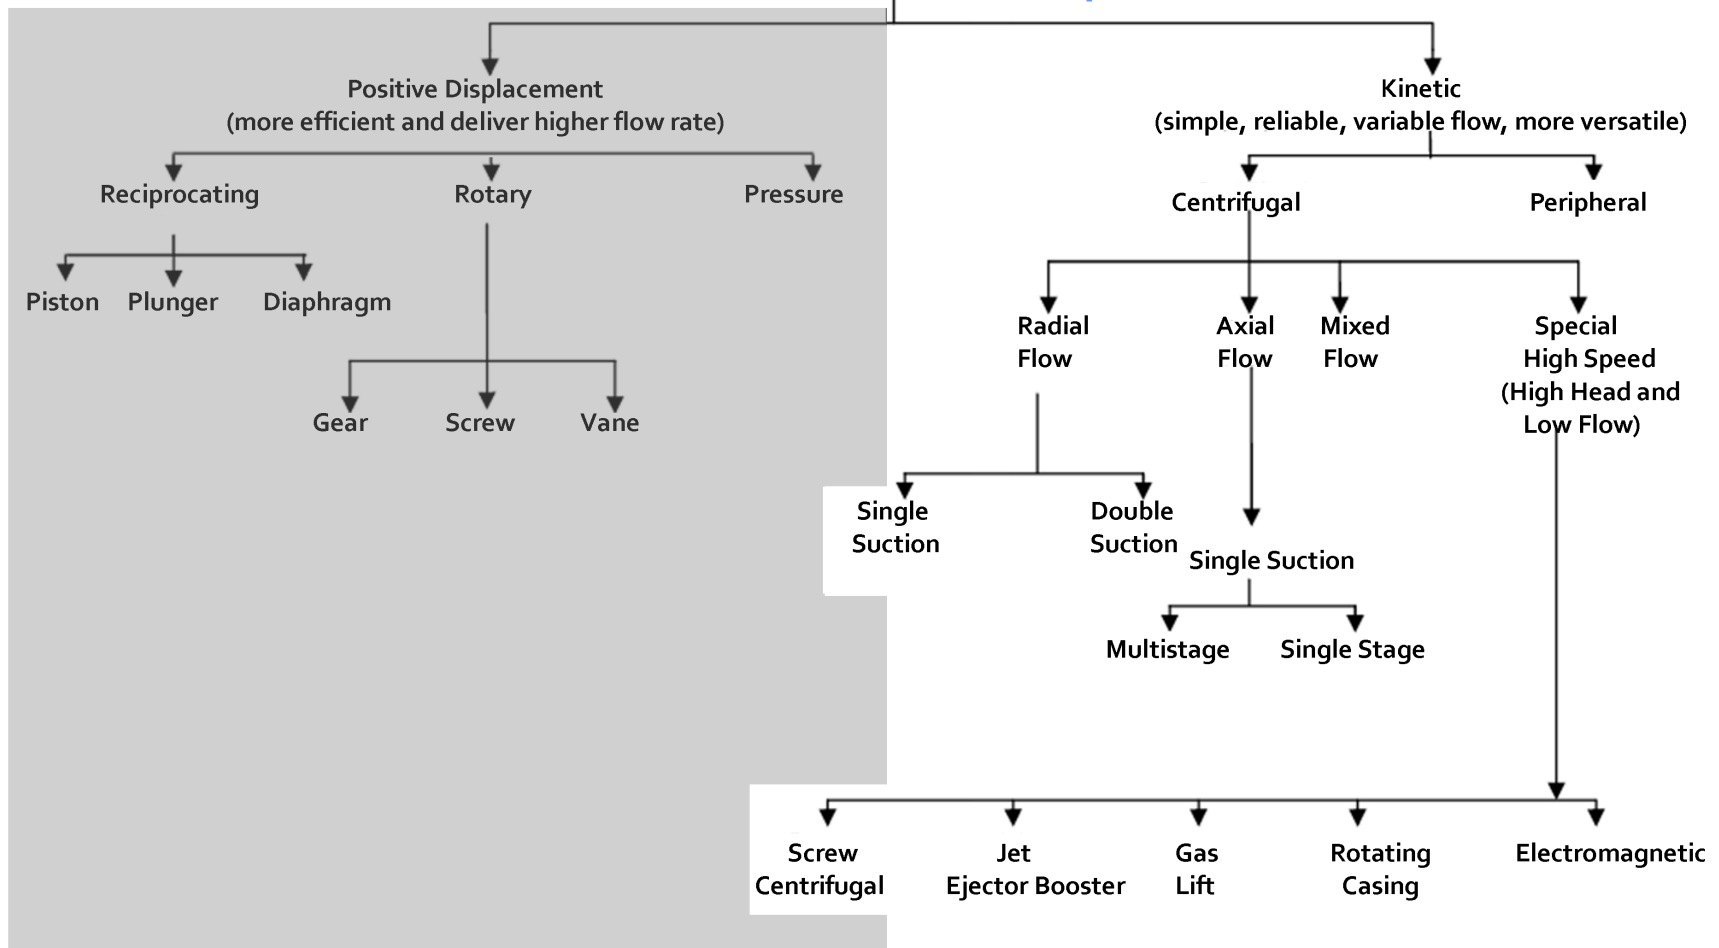 Positive Displacement
(more efficient and deliver higher flow rate)
Kinetic
(simple, reliable, variable flow, more versatile)
Reciprocating
Rotary
Pressure
Centrifugal
Peripheral
Piston
Plunger
Diaphragm
Radial
Flow
Axial
Flow
Mixed
Flow
Special
High Speed
(High Head and
Low Flow)
Gear
Screw
Vane
Single
Suction
Double
Suction
Single Suction
Multistage
Single Stage
Screw
Centrifugal
Jet
Ejector Booster
Gas
Lift
Rotating
Casing
Electromagnetic